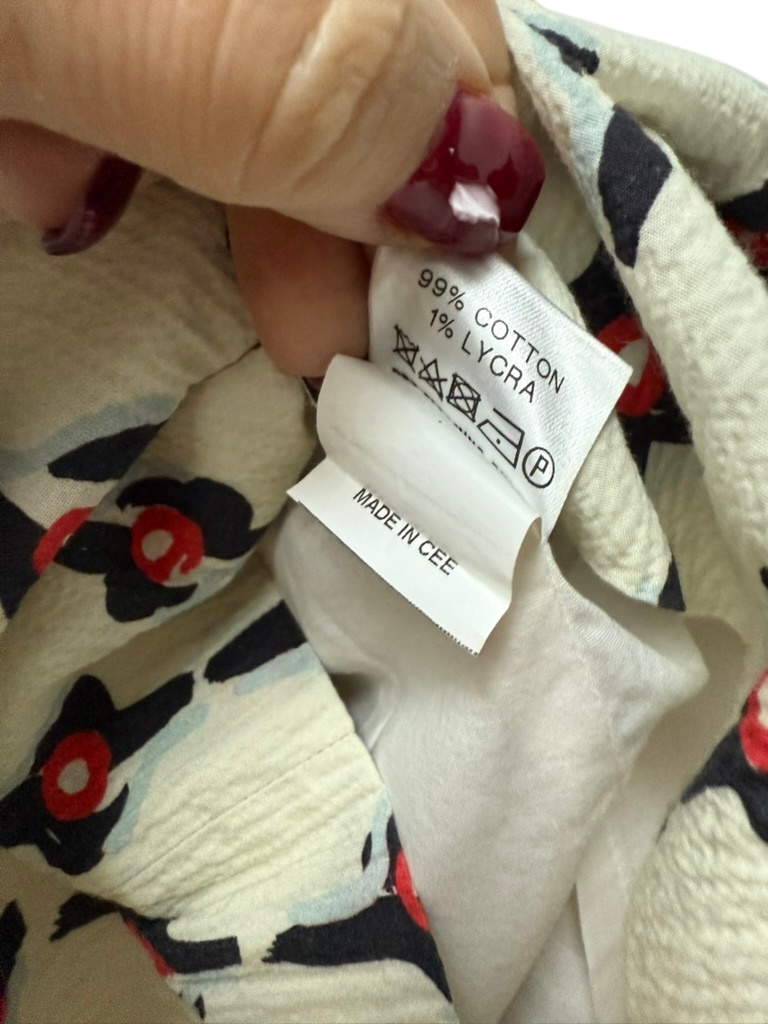 99% COTTON
1% LYCRA
P
MADE IN CEE